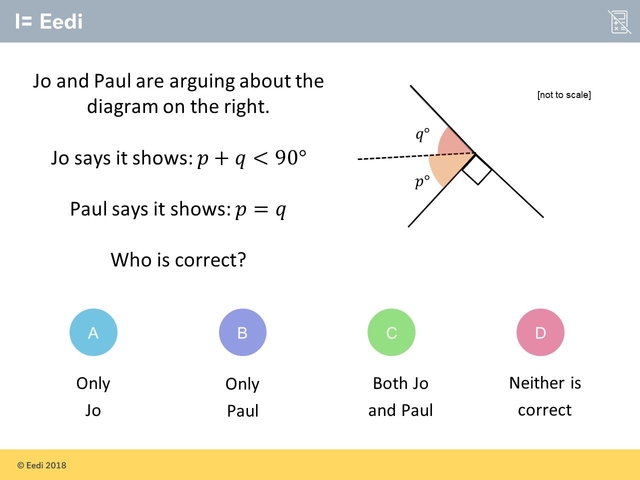 I= Eedi
Jo and Paul are arguing about the
diagram on the right.
[not to scale]
Jo says it shows: p + q < 90°
Paul says it shows: p = q
Who is correct?
q°
p°
A
B
C
D
Only
Jo
Only
Paul
Both Jo
and Paul
Neither is
correct
© Eedi 2018